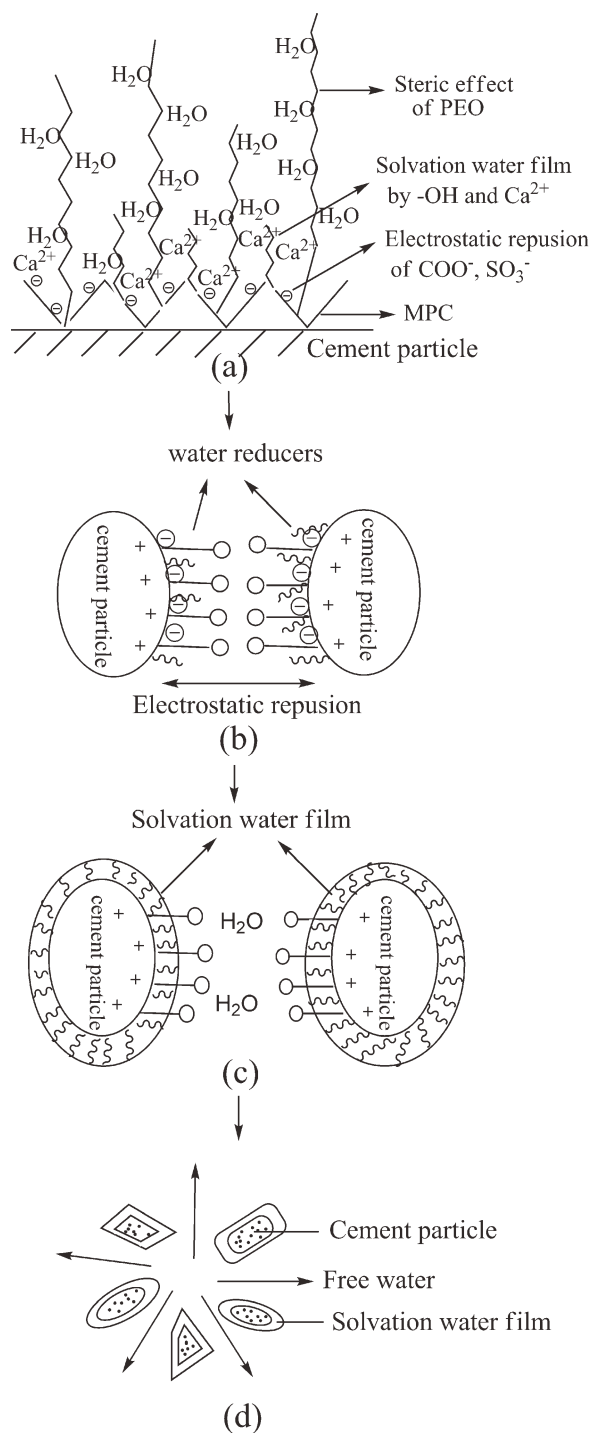 H₂O
H₂O
H₂O
H₂O
Steric effect
of PEO
H₂O
H₂O
H₂O
H₂O
H₂O
H₂O
H₂O
Solvation water film
by -OH and Ca²⁺
H₂O
H₂O
H₂O
H₂O
Ca²⁺
Ca²⁺
Ca²⁺
Ca²⁺
Ca²⁺
Ca²⁺
H₂O
Electrostatic repusion
of COO⁻, SO₃⁻
⊖ ⊖ ⊖ ⊖ ⊖ ⊖ ⊖
MPC
Cement particle
(a)
water reducers
cement particle
+ + + +
⊖ ⊖ ⊖ ⊖
⊖ ⊖ ⊖ ⊖
+ + + +
cement particle
Electrostatic repusion
(b)
Solvation water film
cement particle
+ + + +
H₂O
H₂O
+ + + +
cement particle
(c)
Cement particle
Free water
Solvation water film
(d)